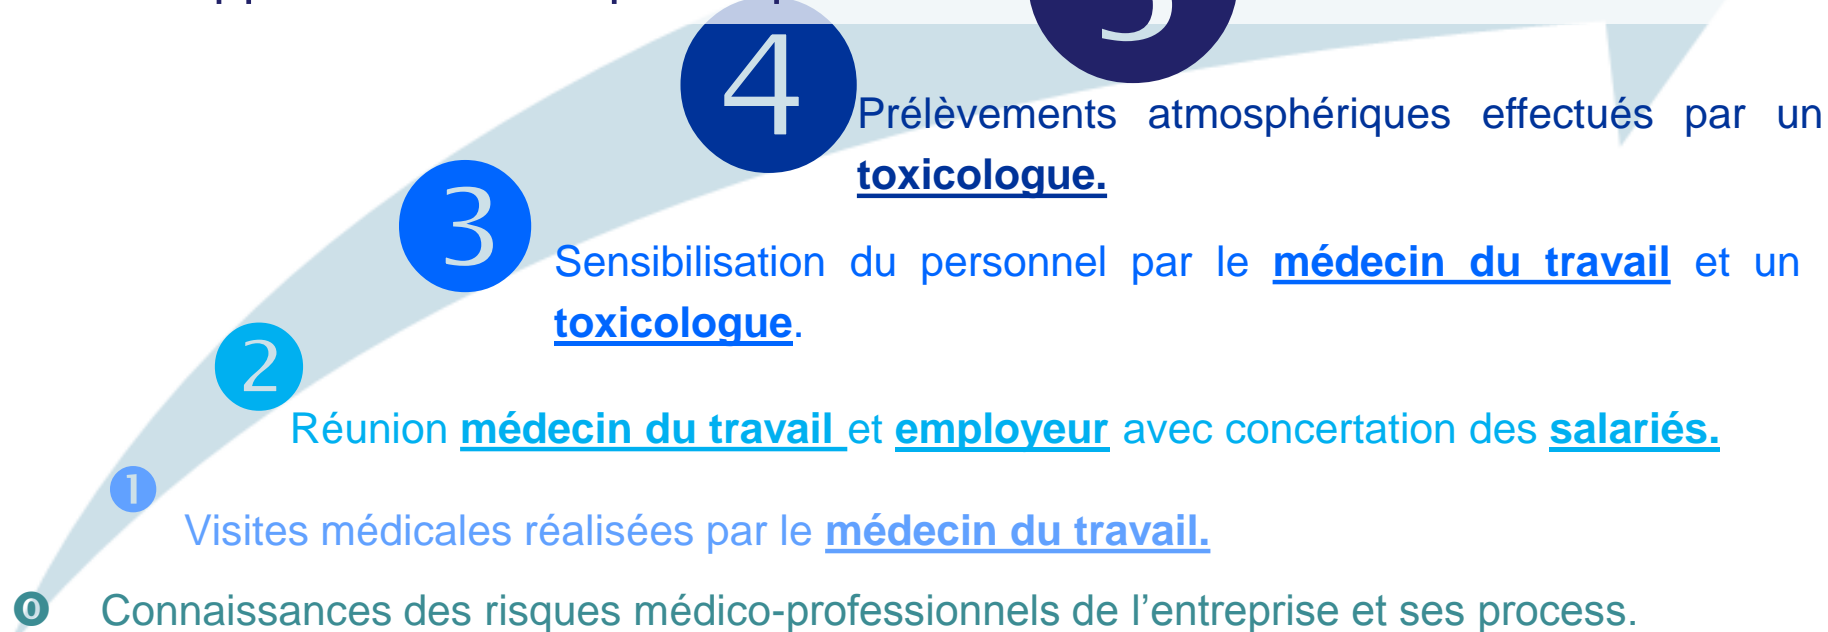 4
Prélèvements atmosphériques effectués par un
toxicologue.
3
Sensibilisation du personnel par le médecin du travail et un
toxicologue.
2
Réunion médecin du travail et employeur avec concertation des salariés.
1
Visites médicales réalisées par le médecin du travail.
0 Connaissances des risques médico-professionnels de l’entreprise et ses process.